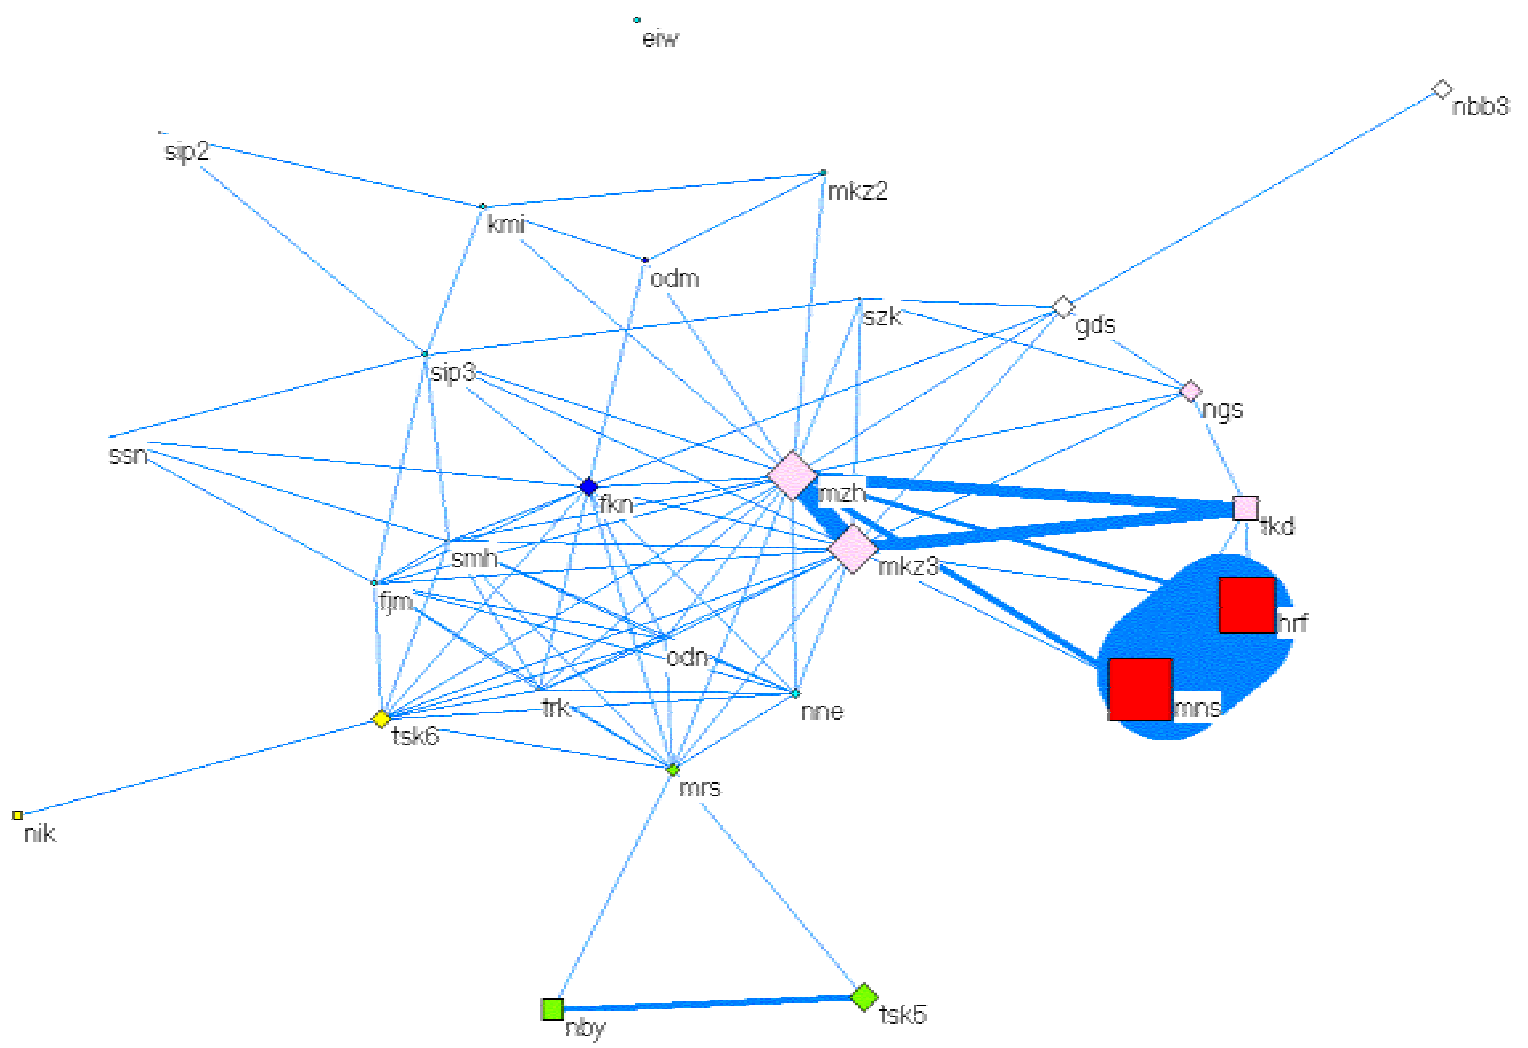 eiw
nbb3
sip2
mkz2
kmi
odm
szk
gds
sip3
ngs
ssn
mzh
fkn
tkd
smh
mkz3
fjm
hrf
odn
trk
nne
mns
tsk6
mrs
nik
nby
tsk5